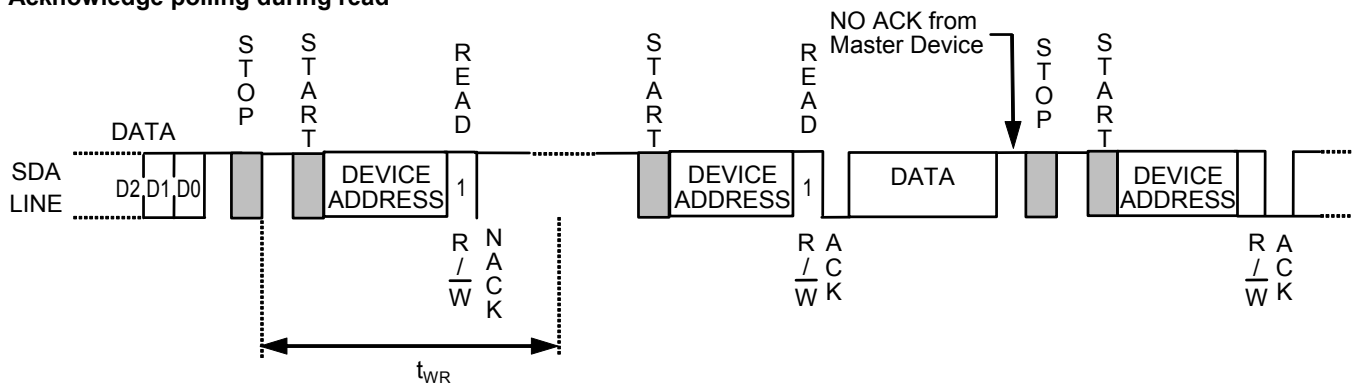 Acknowledge polling during read
NO ACK from
Master Device
STOP
START
READ
START
READ
STOP
START
DATA
SDA
LINE
D2 D1 D0
DEVICE
ADDRESS
1
DEVICE
ADDRESS
1
DATA
DEVICE
ADDRESS
R/W
NACK
R/W
ACK
R/W
ACK
tWR